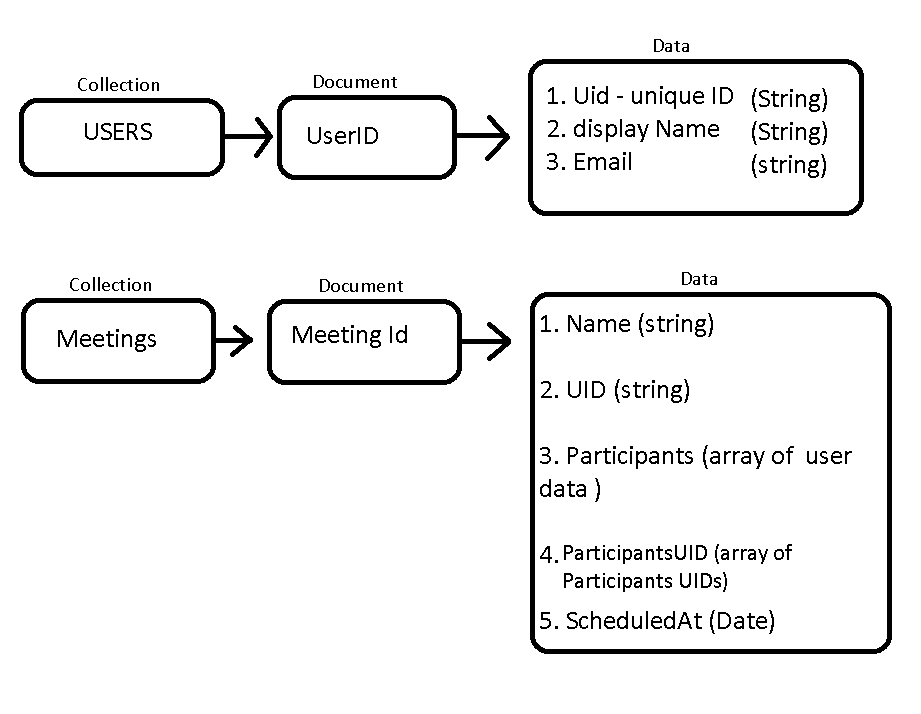 Collection
Document
Data
USERS
UserID
1. Uid - unique ID (String)
2. display Name (String)
3. Email (string)
Collection
Document
Data
Meetings
Meeting Id
1. Name (string)
2. UID (string)
3. Participants (array of user
data )
4. ParticipantsUID (array of
Participants UIDs)
5. ScheduledAt (Date)